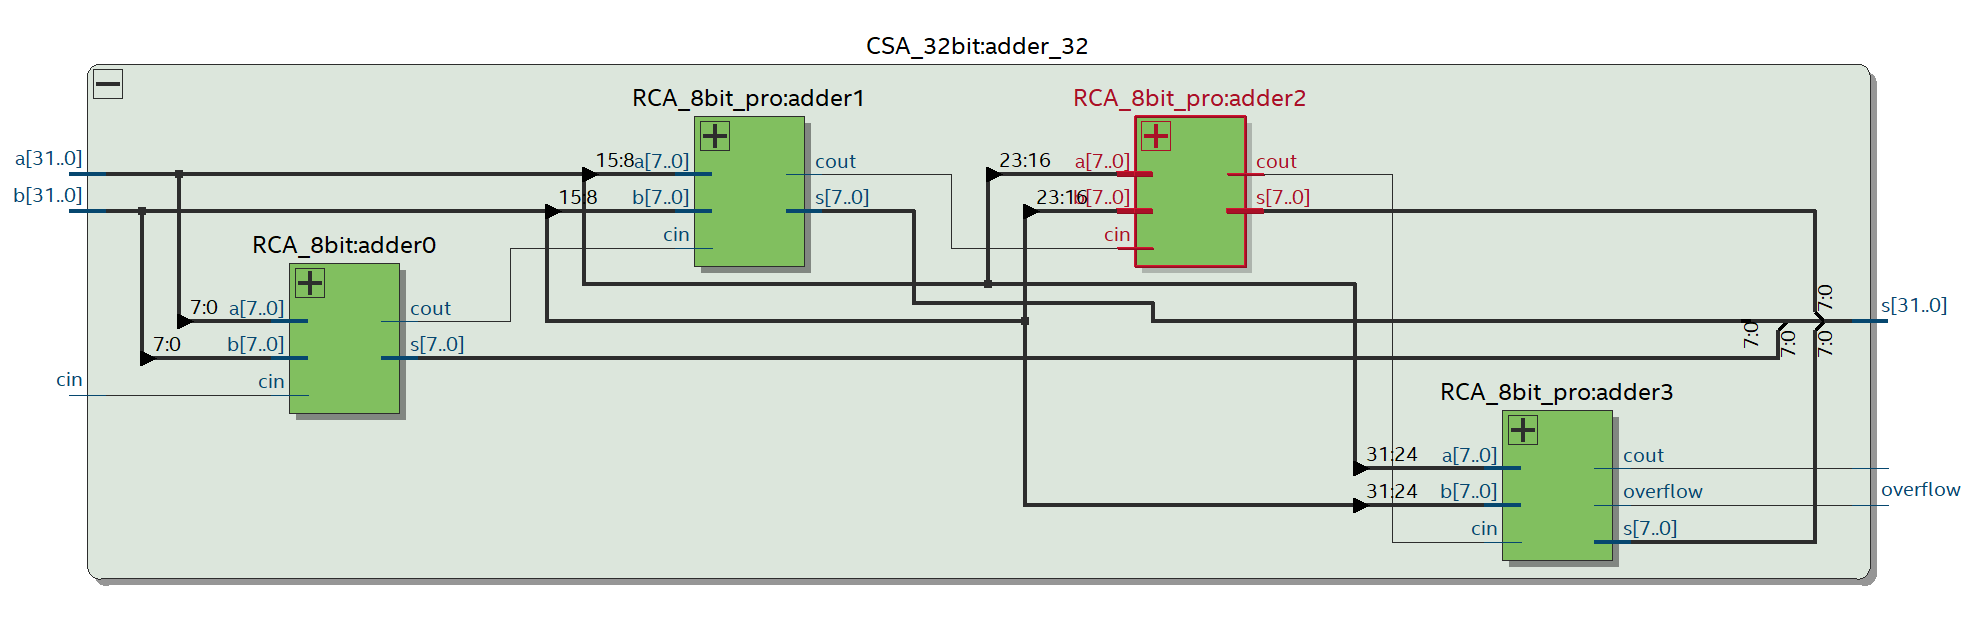 CSA_32bit:adder_32
RCA_8bit_pro:adder1
RCA_8bit_pro:adder2
a[31..0]
15:8 a[7..0]
cout
23:16 a[7..0]
cout
b[31..0]
15:8 b[7..0]
s[7..0]
23:16 b[7..0]
s[7..0]
cin
cin
RCA_8bit:adder0
7:0 a[7..0]
cout
7:0
s[31..0]
7:0 b[7..0]
s[7..0]
7:0
7:0
7:0
cin
cin
RCA_8bit_pro:adder3
31:24 a[7..0]
cout
31:24 b[7..0]
overflow
overflow
cin
s[7..0]